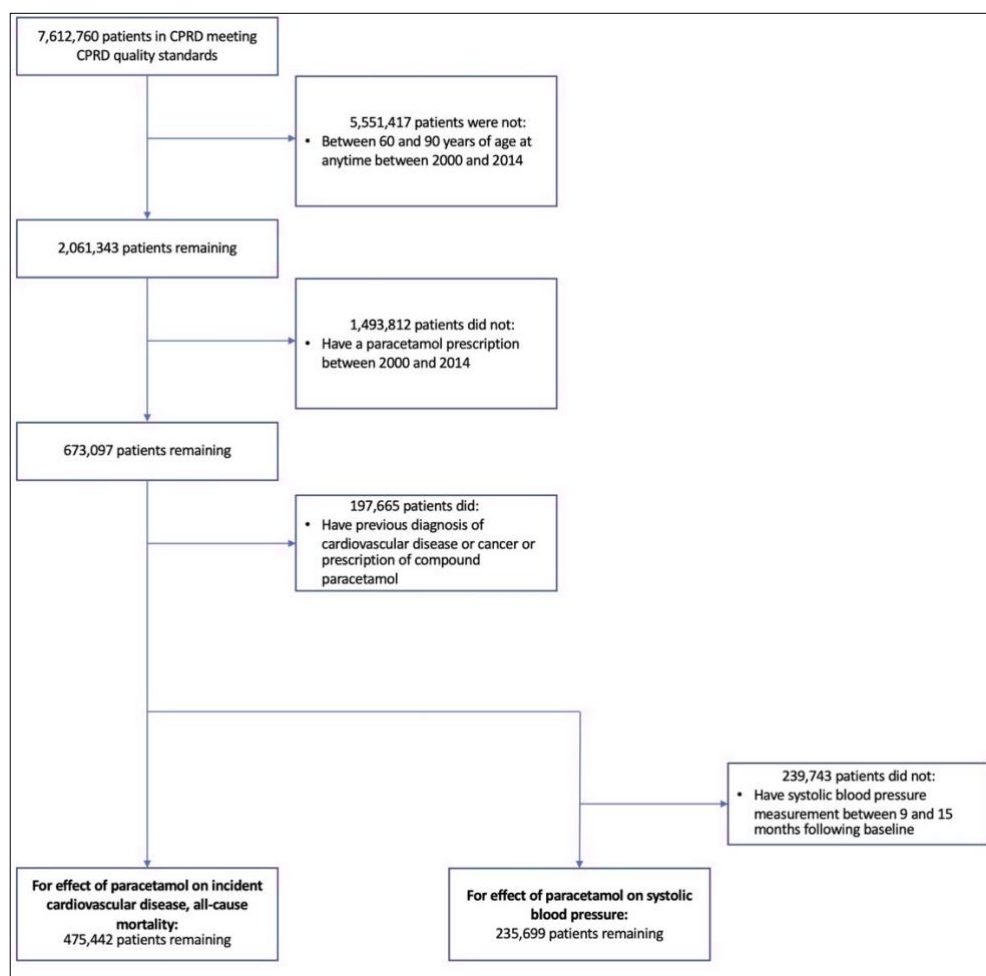 7,612,760 patients in CPRD meeting
CPRD quality standards
5,551,417 patients were not:
• Between 60 and 90 years of age at
anytime between 2000 and 2014
2,061,343 patients remaining
1,493,812 patients did not:
• Have a paracetamol prescription
between 2000 and 2014
673,097 patients remaining
197,665 patients did:
• Have previous diagnosis of
cardiovascular disease or cancer or
prescription of compound
paracetamol
239,743 patients did not:
• Have systolic blood pressure
measurement between 9 and 15
months following baseline
For effect of paracetamol on incident
cardiovascular disease, all-cause
mortality:
475,442 patients remaining
For effect of paracetamol on systolic
blood pressure:
235,699 patients remaining